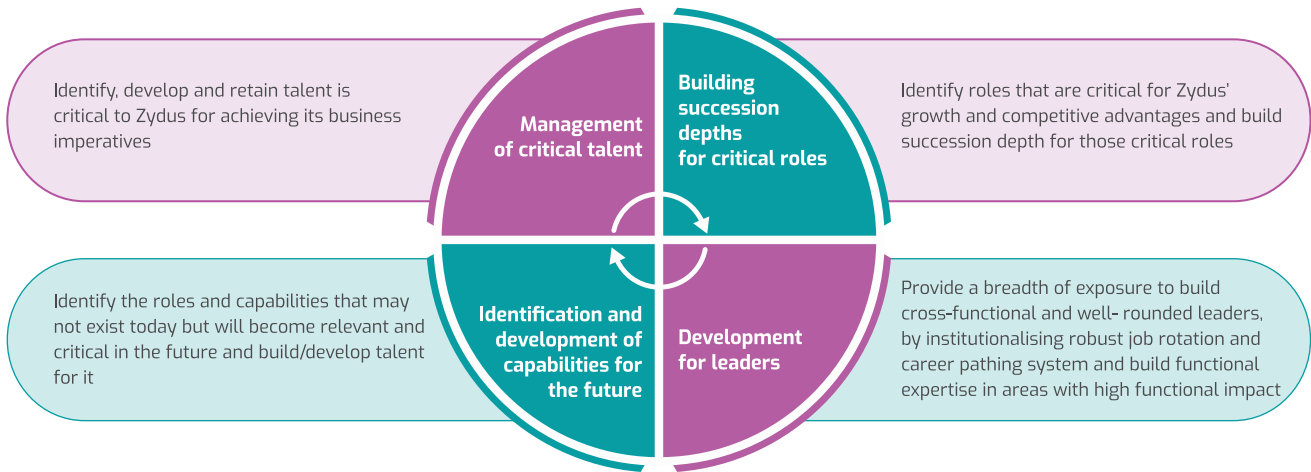 Identify, develop and retain talent is
critical to Zydus for achieving its business
imperatives
Management
of critical talent
Building
succession
depths
for critical roles
Identify roles that are critical for Zydus'
growth and competitive advantages and build
succession depth for those critical roles
Identify the roles and capabilities that may
not exist today but will become relevant and
critical in the future and build/develop talent
for it
Identification and
development of
capabilities for
the future
Development
for leaders
Provide a breadth of exposure to build
cross-functional and well- rounded leaders,
by institutionalising robust job rotation and
career pathing system and build functional
expertise in areas with high functional impact